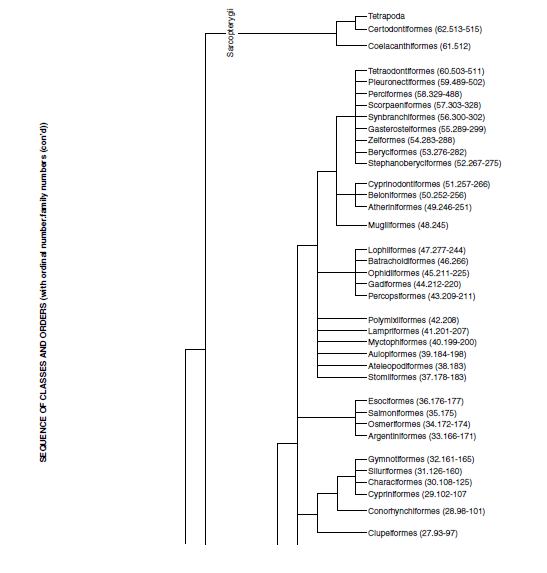 SEQUENCE OF CLASSES AND ORDERS (with ordinal number.family numbers (con'd))
Sarcopterygii
Tetrapoda
Certodontiformes (62.513-515)
Coelacanthiformes (61.512)
Tetraodontiformes (60.503-511)
Pleuronectiformes (59.489-502)
Perciformes (58.329-488)
Scorpaeniformes (57.303-328)
Synbranchiformes (56.300-302)
Gasterosteiformes (55.289-299)
Zeiformes (54.283-288)
Beryciformes (53.276-282)
Stephanoberyciformes (52.267-275)
Cyprinodontiformes (51.257-266)
Beloniformes (50.252-256)
Atheriniformes (49.246-251)
Mugiliformes (48.245)
Lophiiformes (47.277-244)
Batrachoidiformes (46.266)
Ophidiiformes (45.211-225)
Gadiformes (44.212-220)
Percopsiformes (43.209-211)
Polymixiiformes (42.208)
Lampriformes (41.201-207)
Myctophiformes (40.199-200)
Aulopiformes (39.184-198)
Ateleopodiformes (38.183)
Stomiiformes (37.178-183)
Esociformes (36.176-177)
Salmoniformes (35.175)
Osmeriformes (34.172-174)
Argentiniformes (33.166-171)
Gymnotiformes (32.161-165)
Siluriformes (31.126-160)
Characiformes (30.108-125)
Cypriniformes (29.102-107
Conorhynchiformes (28.98-101)
Clupeiformes (27.93-97)